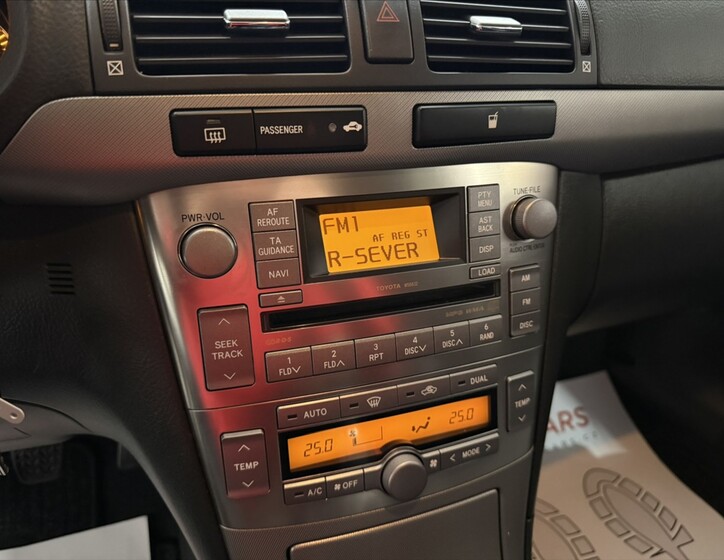 PASSENGER
PWR·VOL
AF REROUTE
TA GUIDANCE
NAVI
FM1
AF REG ST
R-SEVER
PTY MENU
AST BACK
DISP
LOAD
TUNE·FILE
TOYOTA
AM
FM
DISC
SEEK TRACK
1 FLD
2 FLD
3 RPT
4 DISC
5 DISC
6 RAND
AUTO
DUAL
TEMP
25.0
25.0
TEMP
A/C
OFF
< MODE >
ARS